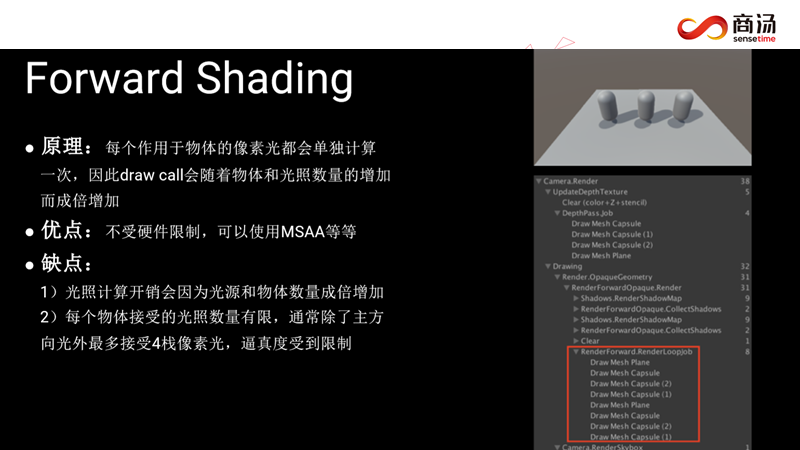 商汤
sensetime
Forward Shading
● 原理：每个作用于物体的像素光都会单独计算
一次，因此draw call会随着物体和光照数量的增加
而成倍增加
● 优点：不受硬件限制，可以使用MSAA等等
● 缺点：
1）光照计算开销会因为光源和物体数量成倍增加
2）每个物体接受的光照数量有限，通常除了主方
向光外最多接受4栈像素光，逼真度受到限制
Camera.Render 38
UpdateDepthTexture 5
Clear (color+Z+stencil)
DepthPass.Job 4
Draw Mesh Capsule
Draw Mesh Capsule (1)
Draw Mesh Capsule (2)
Draw Mesh Plane
Drawing 32
Render.OpaqueGeometry 31
RenderForwardOpaque.Render 31
Shadows.RenderShadowMap 9
RenderForwardOpaque.CollectShadows 2
Shadows.RenderShadowMap 9
RenderForwardOpaque.CollectShadows 2
Clear 1
RenderForward.RenderLoopJob 8
Draw Mesh Plane
Draw Mesh Capsule
Draw Mesh Capsule (2)
Draw Mesh Capsule (1)
Draw Mesh Plane
Draw Mesh Capsule
Draw Mesh Capsule (2)
Draw Mesh Capsule (1)
Camera.RenderSkybox 1